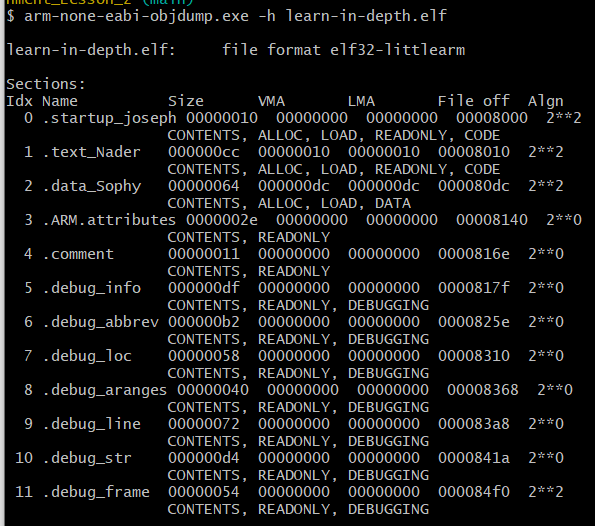 nment_Lesson_2 (main)
$ arm-none-eabi-objdump.exe -h learn-in-depth.elf
learn-in-depth.elf:     file format elf32-littlearm
Sections:
Idx Name          Size      VMA       LMA       File off  Algn
  0 .startup_joseph 00000010  00000000  00000000  00008000  2**2
                  CONTENTS, ALLOC, LOAD, READONLY, CODE
  1 .text_Nader   000000cc  00000010  00000010  00008010  2**2
                  CONTENTS, ALLOC, LOAD, READONLY, CODE
  2 .data_Sophy   00000064  000000dc  000000dc  000080dc  2**2
                  CONTENTS, ALLOC, LOAD, DATA
  3 .ARM.attributes 0000002e  00000000  00000000  00008140  2**0
                  CONTENTS, READONLY
  4 .comment      00000011  00000000  00000000  0000816e  2**0
                  CONTENTS, READONLY
  5 .debug_info   000000df  00000000  00000000  0000817f  2**0
                  CONTENTS, READONLY, DEBUGGING
  6 .debug_abbrev 000000b2  00000000  00000000  0000825e  2**0
                  CONTENTS, READONLY, DEBUGGING
  7 .debug_loc    00000058  00000000  00000000  00008310  2**0
                  CONTENTS, READONLY, DEBUGGING
  8 .debug_aranges 00000040  00000000  00000000  00008368  2**0
                  CONTENTS, READONLY, DEBUGGING
  9 .debug_line   00000072  00000000  00000000  000083a8  2**0
                  CONTENTS, READONLY, DEBUGGING
 10 .debug_str    000000d4  00000000  00000000  0000841a  2**0
                  CONTENTS, READONLY, DEBUGGING
 11 .debug_frame  00000054  00000000  00000000  000084f0  2**2
                  CONTENTS, READONLY, DEBUGGING